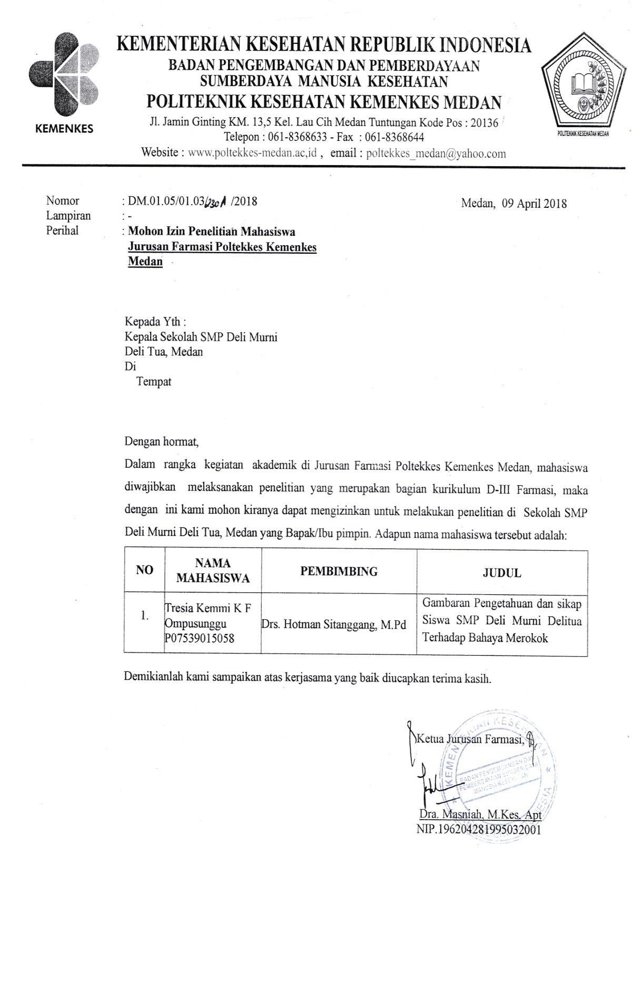 KEMENTERIAN KESEHATAN REPUBLIK INDONESIA
BADAN PENGEMBANGAN DAN PEMBERDAYAAN
SUMBERDAYA MANUSIA KESEHATAN
POLITEKNIK KESEHATAN KEMENKES MEDAN
Jl. Jamin Ginting KM. 13,5 Kel. Lau Cih Medan Tuntungan Kode Pos : 20136
Telepon : 061-8368633 - Fax : 061-8368644
Website : www.poltekkes-medan.ac,id , email : poltekkes_medan@yahoo.com
KEMENKES
POLITEKNIK KESEHATAN MEDAN
Nomor : DM.01.05/01.03/230A /2018
Medan, 09 April 2018
Lampiran : -
Perihal : Mohon Izin Penelitian Mahasiswa
Jurusan Farmasi Poltekkes Kemenkes
Medan
Kepada Yth :
Kepala Sekolah SMP Deli Murni
Deli Tua, Medan
Di
Tempat
Dengan hormat,
Dalam rangka kegiatan akademik di Jurusan Farmasi Poltekkes Kemenkes Medan, mahasiswa
diwajibkan melaksanakan penelitian yang merupakan bagian kurikulum D-III Farmasi, maka
dengan ini kami mohon kiranya dapat mengizinkan untuk melakukan penelitian di Sekolah SMP
Deli Murni Deli Tua, Medan yang Bapak/Ibu pimpin. Adapun nama mahasiswa tersebut adalah:
NO
NAMA
MAHASISWA
PEMBIMBING
JUDUL
1.
Tresia Kemmi K F
Ompusunggu
P07539015058
Drs. Hotman Sitanggang, M.Pd
Gambaran Pengetahuan dan sikap
Siswa SMP Deli Murni Delitua
Terhadap Bahaya Merokok
Demikianlah kami sampaikan atas kerjasama yang baik diucapkan terima kasih.
Ketua Jurusan Farmasi,
KEMENTERIAN KESEHATAN
BADAN PENGEMBANGAN DAN
PEMBERDAYAAN SUMBER DAYA
MANUSIA KESEHATAN
Dra. Masniah, M.Kes, Apt
NIP.196204281995032001